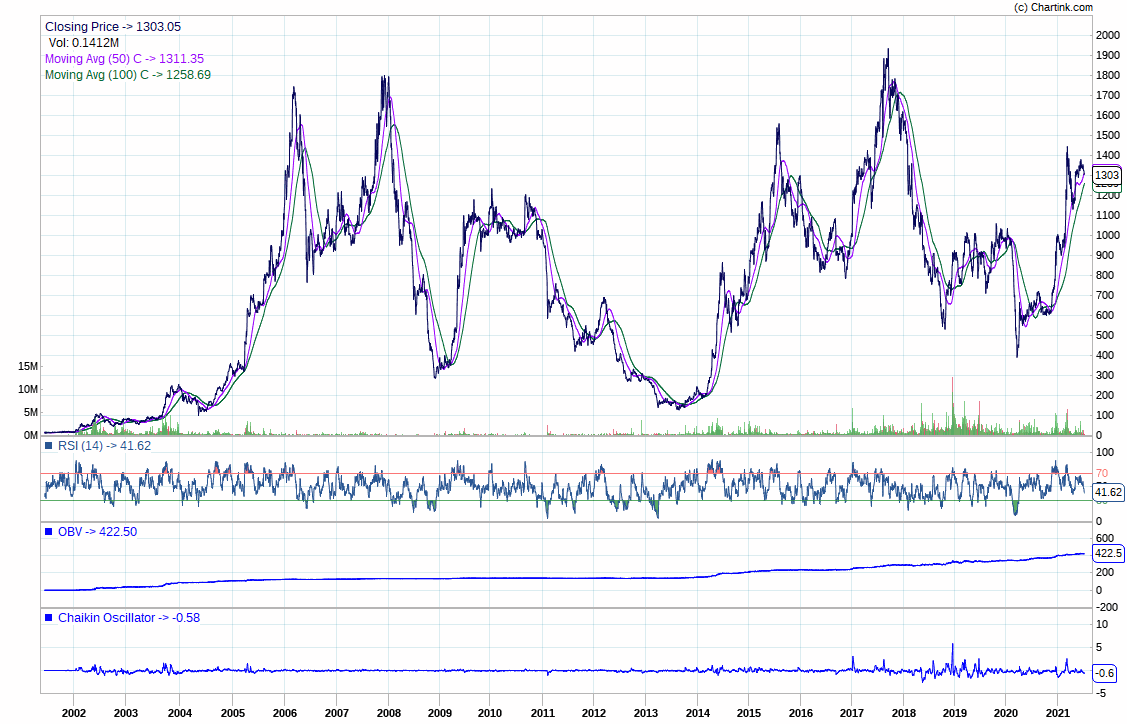 (c) Chartink.com
Closing Price -> 1303.05
Vol: 0.1412M
Moving Avg (50) C -> 1311.35
Moving Avg (100) C -> 1258.69
2000
1900
1800
1700
1600
1500
1400
1303
1200
1100
1000
900
800
700
600
500
400
300
200
100
0
15M
10M
5M
0M
RSI (14) -> 41.62
100
70
41.62
0
OBV -> 422.50
600
422.5
200
0
-200
Chaikin Oscillator -> -0.58
10
5
-0.6
-5
2002 2003 2004 2005 2006 2007 2008 2009 2010 2011 2012 2013 2014 2015 2016 2017 2018 2019 2020 2021